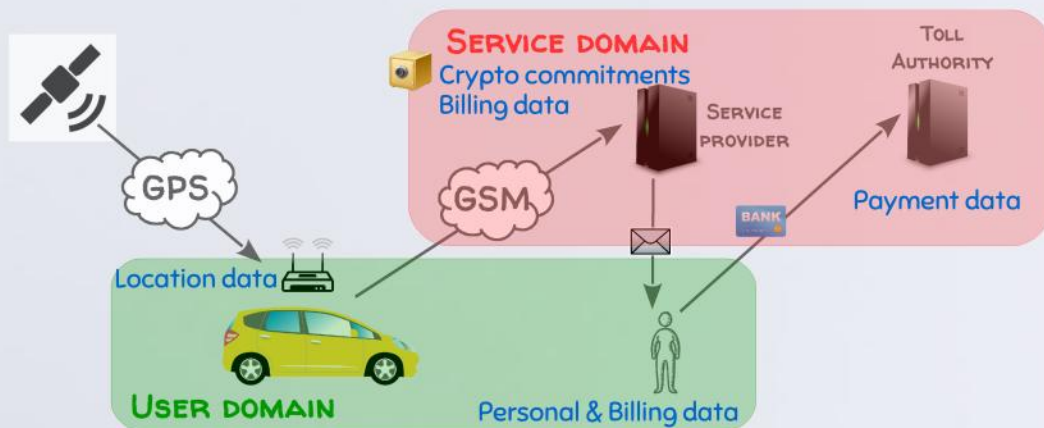 SERVICE DOMAIN
Crypto commitments
Billing data
TOLL
AUTHORITY
SERVICE
PROVIDER
GPS
GSM
BANK
Payment data
Location data
USER DOMAIN
Personal & Billing data